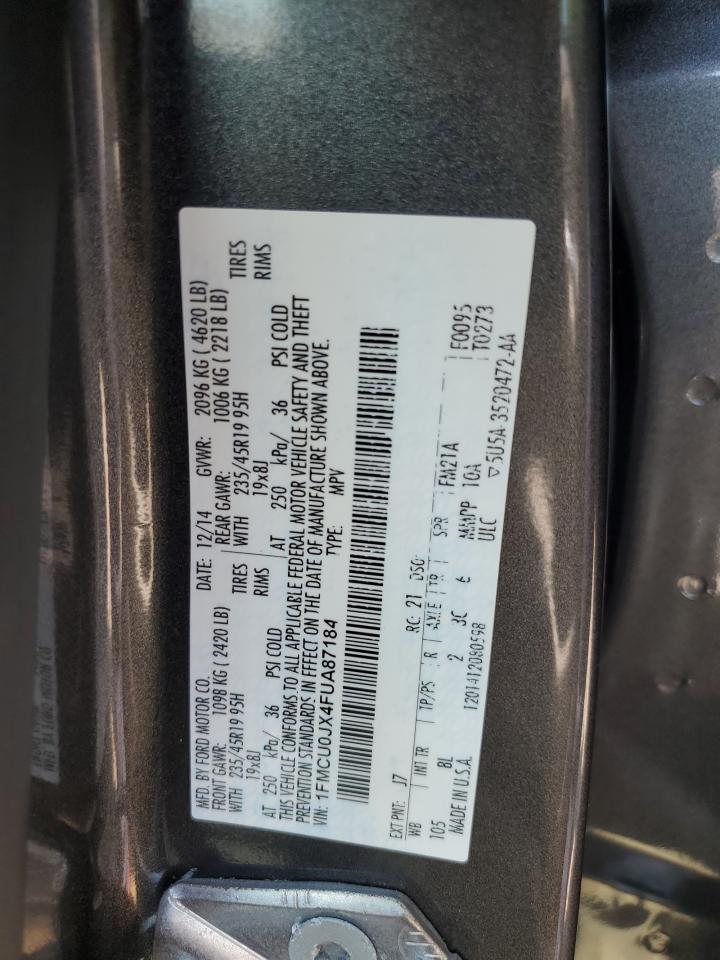 MFD. BY FORD MOTOR CO. DATE: 12/14 GVWR: 2096 KG ( 4620 LB)
FRONT GAWR: 1098 KG ( 2420 LB) REAR GAWR: 1006 KG ( 2218 LB)
WITH 235/45R19 95H TIRES WITH 235/45R19 95H TIRES
19x8J RIMS 19x8J RIMS
AT 250 kPa/ 36 PSI COLD AT 250 kPa/ 36 PSI COLD
THIS VEHICLE CONFORMS TO ALL APPLICABLE FEDERAL MOTOR VEHICLE SAFETY AND THEFT
PREVENTION STANDARDS IN EFFECT ON THE DATE OF MANUFACTURE SHOWN ABOVE.
VIN: 1FMCU0JX4FUA87184 TYPE: MPV
EXT PNT: J7 RC: 21 DSO:
WB INT TR TP/PS R AXLE TR SPR FM21A F0095
105 8L 2 3C 6 MMPP 10A T0273
MADE IN U.S.A. 1201412080598 ULC ▽5U5A-3520472-AA